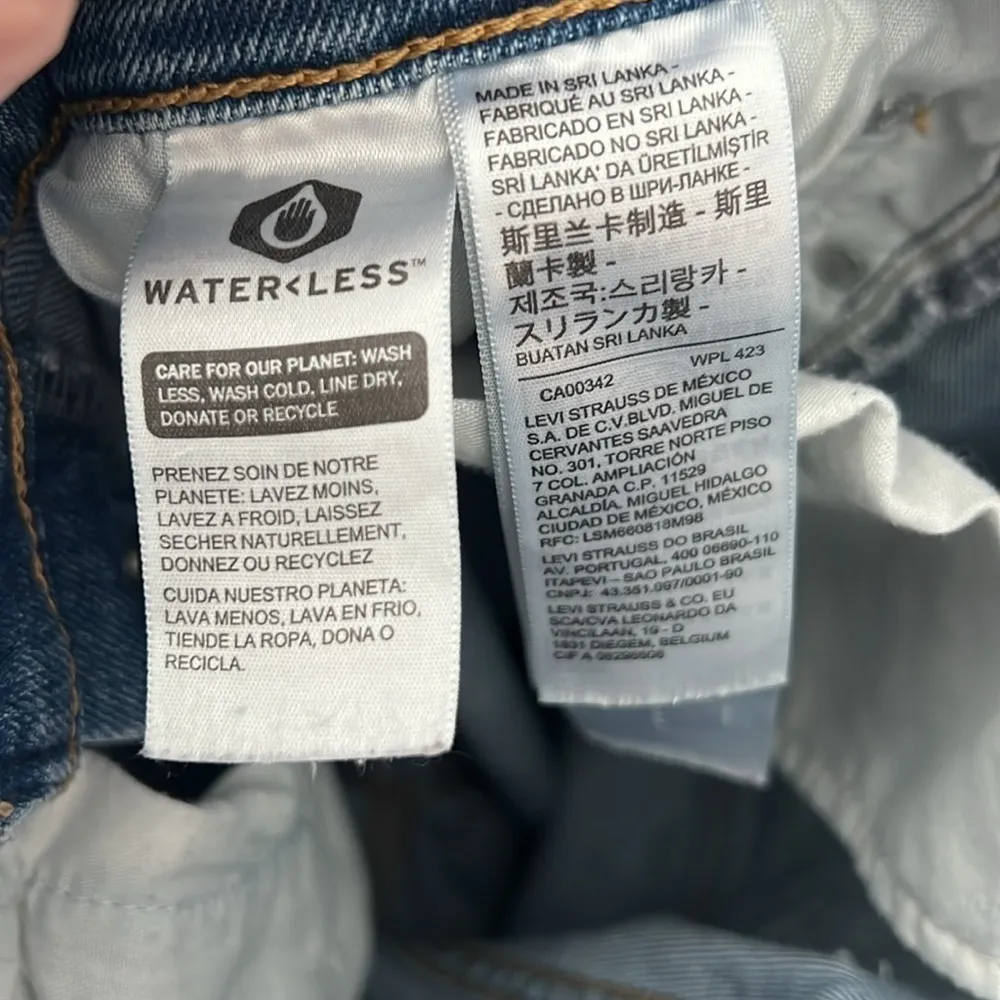 WATER<LESS™
CARE FOR OUR PLANET: WASH
LESS, WASH COLD, LINE DRY,
DONATE OR RECYCLE
PRENEZ SOIN DE NOTRE
PLANETE: LAVEZ MOINS,
LAVEZ A FROID, LAISSEZ
SECHER NATURELLEMENT,
DONNEZ OU RECYCLEZ
CUIDA NUESTRO PLANETA:
LAVA MENOS, LAVA EN FRIO,
TIENDE LA ROPA, DONA O
RECICLA.
MADE IN SRI LANKA -
FABRIQUÉ AU SRI LANKA -
FABRICADO EN SRI LANKA -
FABRICADO NO SRI LANKA -
SRİ LANKA' DA ÜRETİLMİŞTİR
- СДЕЛАНО В ШРИ-ЛАНКЕ -
斯里兰卡制造 - 斯里
蘭卡製 -
제조국:스리랑카 -
スリランカ製 -
BUATAN SRI LANKA
CA00342 WPL 423
LEVI STRAUSS DE MÉXICO
S.A. DE C.V.BLVD. MIGUEL DE
CERVANTES SAAVEDRA
NO. 301, TORRE NORTE PISO
7 COL. AMPLIACIÓN
GRANADA C.P. 11529
ALCALDÍA. MIGUEL HIDALGO
CIUDAD DE MÉXICO, MÉXICO
RFC: LSM660818M98
LEVI STRAUSS DO BRASIL
AV. PORTUGAL, 400 06690-110
ITAPEVI – SAO PAULO BRASIL
CNPJ: 43.351.097/0001-90
LEVI STRAUSS & CO. EU
SCA/CVA LEONARDO DA
VINCILAAN, 19 - D
1831 DIEGEM, BELGIUM
CIF A